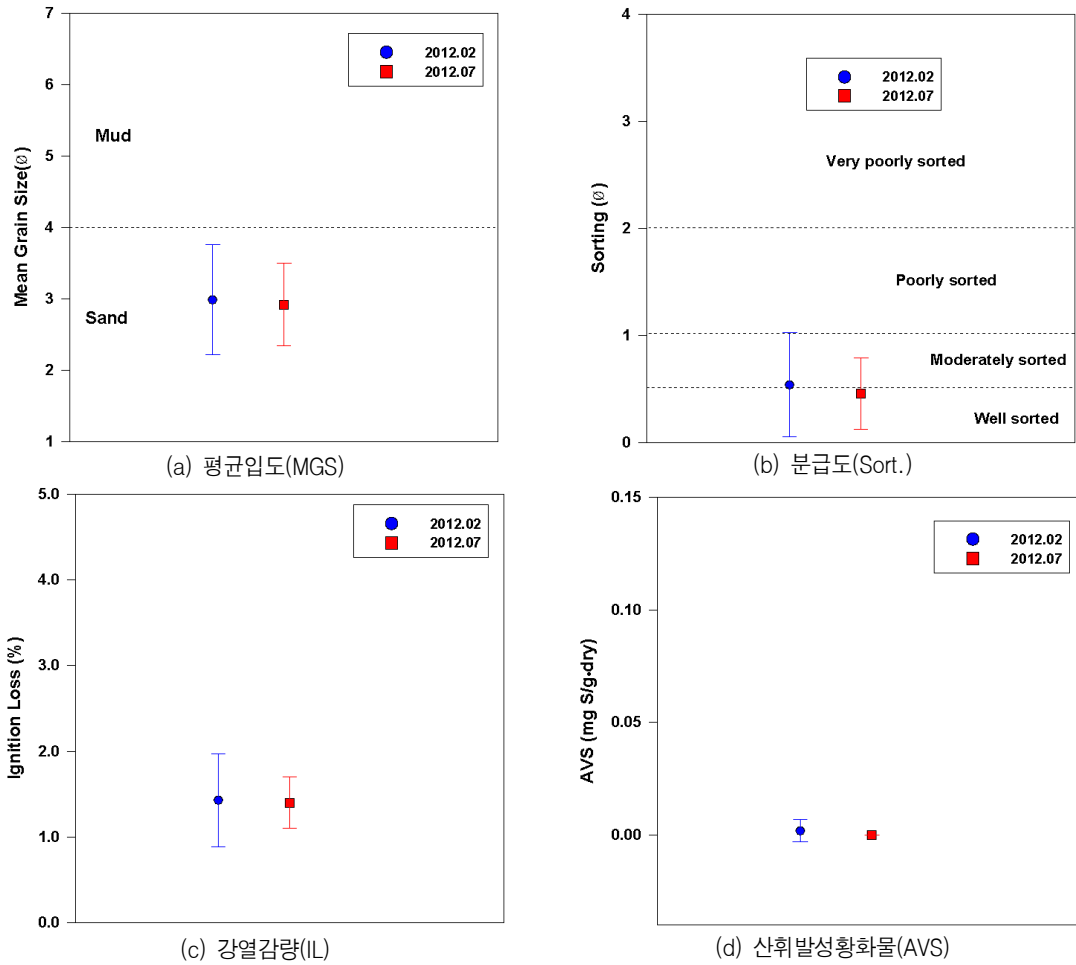 7
6
5
4
3
2
1
Mean Grain Size(ø)
2012.02
2012.07
Mud
Sand
(a) 평균입도(MGS)
4
3
2
1
0
Sorting (ø)
2012.02
2012.07
Very poorly sorted
Poorly sorted
Moderately sorted
Well sorted
(b) 분급도(Sort.)
5.0
4.0
3.0
2.0
1.0
0.0
Ignition Loss (%)
2012.02
2012.07
(c) 강열감량(IL)
0.15
0.10
0.05
0.00
AVS (mg S/g·dry)
2012.02
2012.07
(d) 산휘발성황화물(AVS)